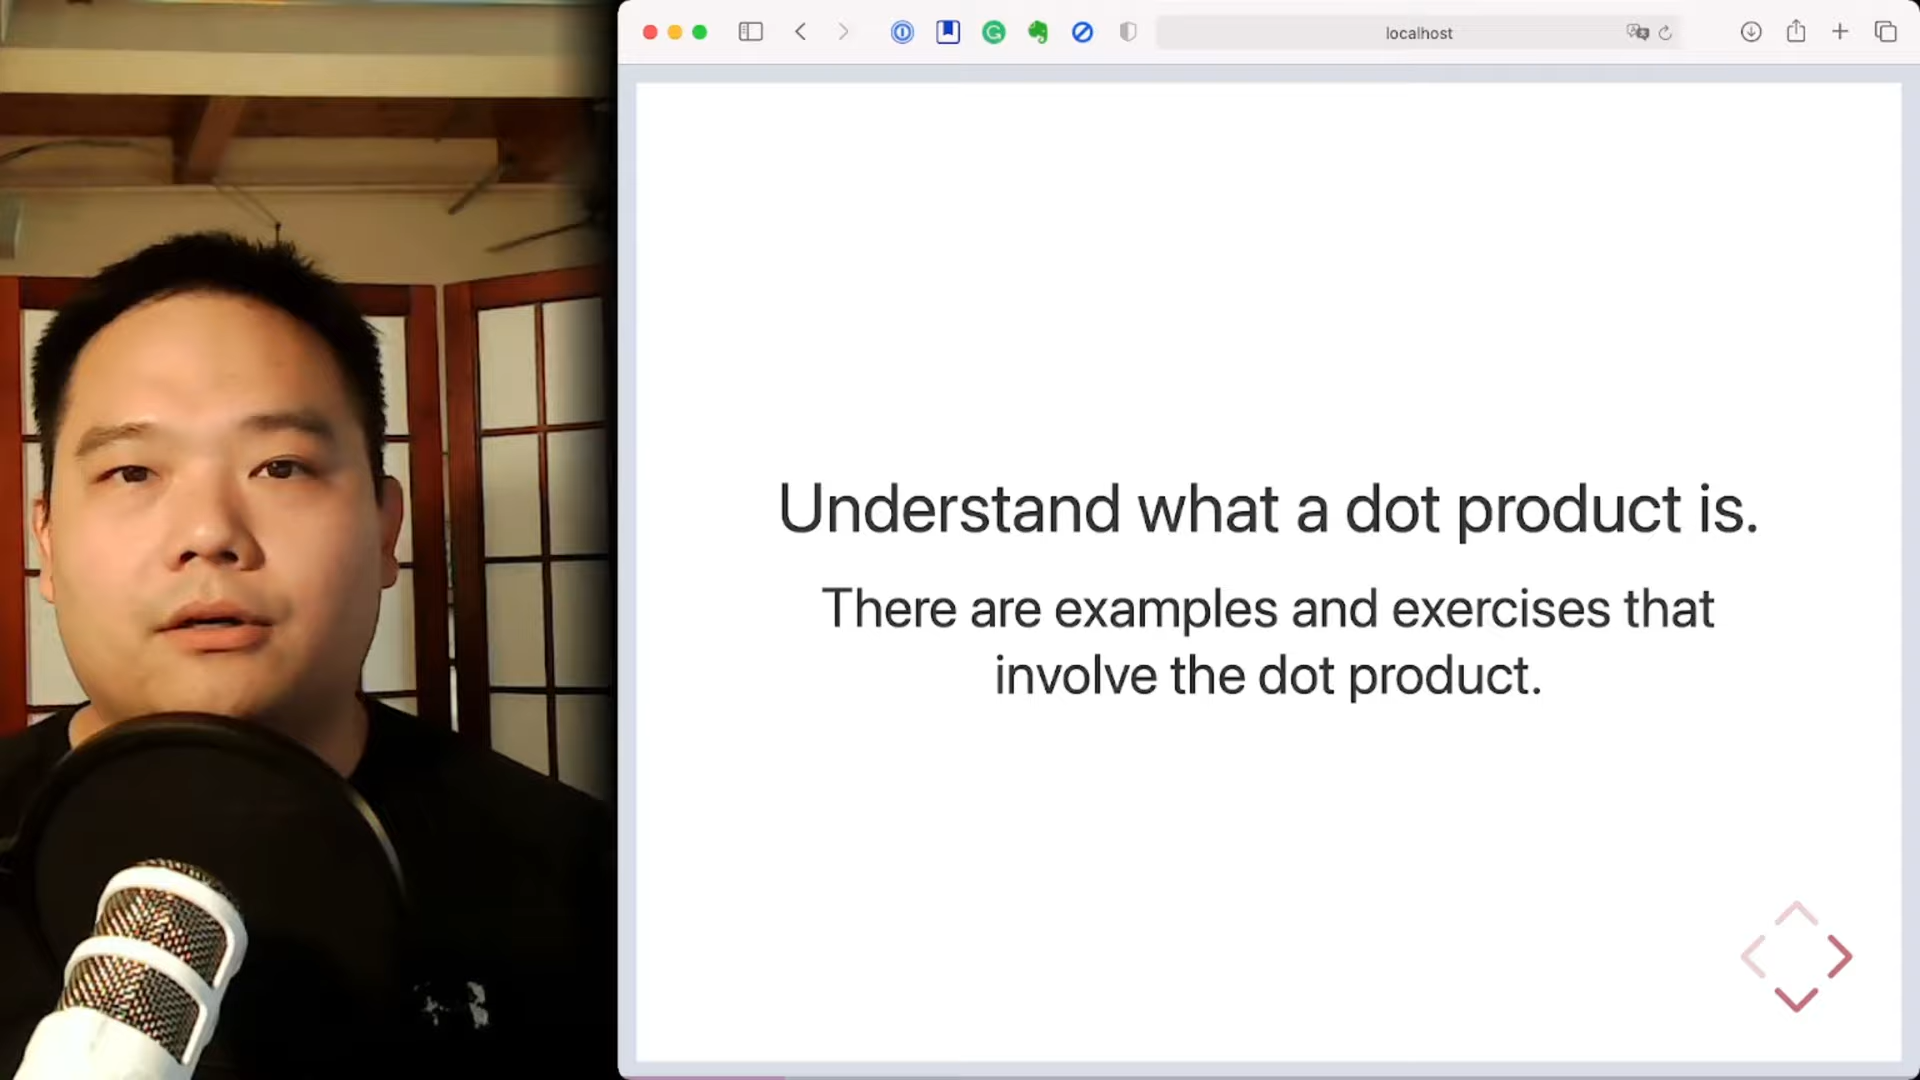 localhost
Understand what a dot product is.
There are examples and exercises that
involve the dot product.